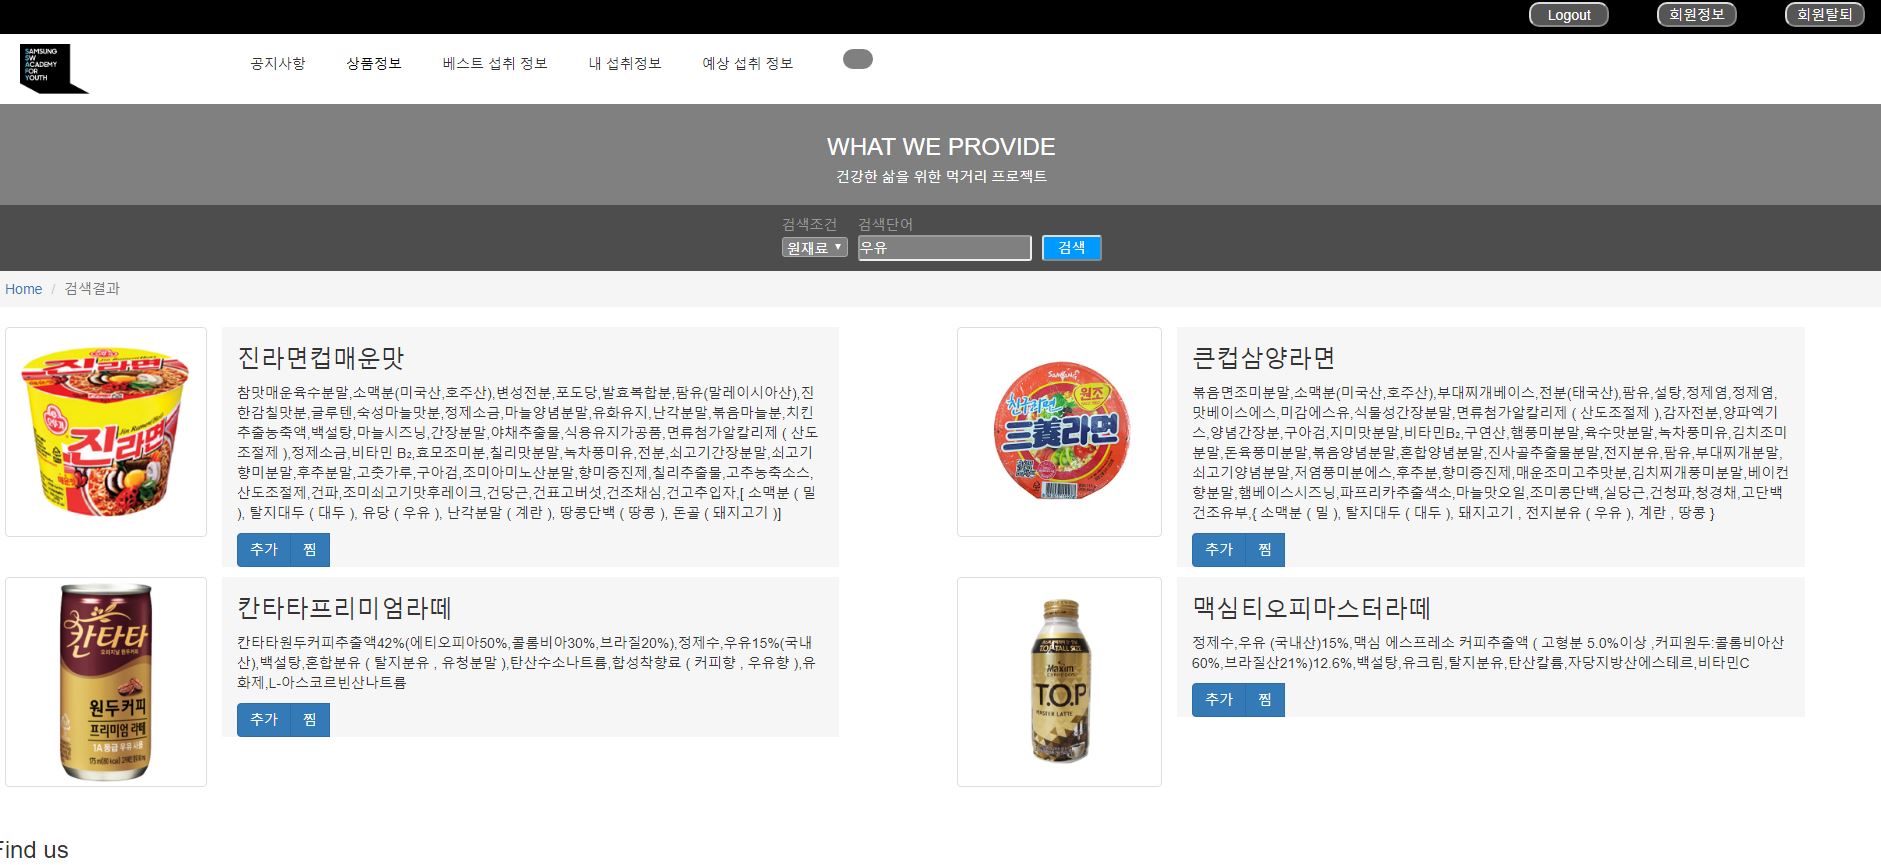 Logout 회원정보 회원탈퇴
SAMSUNG
SW
ACADEMY
FOR
YOUTH
공지사항 상품정보 베스트 섭취 정보 내 섭취정보 예상 섭취 정보
WHAT WE PROVIDE
건강한 삶을 위한 먹거리 프로젝트
검색조건 검색단어
원재료 우유 검색
Home / 검색결과
진라면
진라면컵매운맛
참맛매운육수분말,소맥분(미국산,호주산),변성전분,포도당,발효복합분,팜유(말레이시아산),진
한감칠맛분,글루텐,숙성마늘맛분,정제소금,마늘양념분말,유화유지,난각분말,볶음마늘분,치킨
추출농축액,백설탕,마늘시즈닝,간장분말,야채추출물,식용유지가공품,면류첨가알칼리제 ( 산도
조절제 ),정제소금,비타민 B₂,효모조미분,칠리맛분말,녹차풍미유,전분,쇠고기간장분말,쇠고기
향미분말,후추분말,고춧가루,구아검,조미아미노산분말,향미증진제,칠리추출물,고추농축소스,
산도조절제,건파,조미쇠고기맛후레이크,건당근,건표고버섯,건조채심,건고추입자,[ 소맥분 ( 밀
), 탈지대두 ( 대두 ), 유당 ( 우유 ), 난각분말 ( 계란 ), 땅콩단백 ( 땅콩 ), 돈골 ( 돼지고기 )]
추가 찜
SAMYANG
원조
친구라면
三養라면
큰컵삼양라면
볶음면조미분말,소맥분(미국산,호주산),부대찌개베이스,전분(태국산),팜유,설탕,정제염,정제염,
맛베이스에스,미감에스유,식물성간장분말,면류첨가알칼리제 ( 산도조절제 ),감자전분,양파엑기
스,양념간장분,구아검,지미맛분말,비타민B₂,구연산,햄풍미분말,육수맛분말,녹차풍미유,김치조미
분말,돈육풍미분말,볶음양념분말,혼합양념분말,진사골추출물분말,전지분유,팜유,부대찌개분말,
쇠고기양념분말,저염풍미분에스,후추분,향미증진제,매운조미고추맛분,김치찌개풍미분말,베이컨
향분말,햄베이스시즈닝,파프리카추출색소,마늘맛오일,조미콩단백,실당근,건청파,청경채,고단백
건조유부,{ 소맥분 ( 밀 ), 탈지대두 ( 대두 ), 돼지고기 , 전지분유 ( 우유 ), 계란 , 땅콩 }
추가 찜
칸타타
원두커피
프리미엄 라떼
1A 등급 우유 사용
칸타타프리미엄라떼
칸타타원두커피추출액42%(에티오피아50%,콜롬비아30%,브라질20%),정제수,우유15%(국내
산),백설탕,혼합분유 ( 탈지분유 , 유청분말 ),탄산수소나트륨,합성착향료 ( 커피향 , 우유향 ),유
화제,L-아스코르빈산나트륨
추가 찜
Maxim
T.O.P
MASTER LATTE
맥심티오피마스터라떼
정제수,우유 (국내산)15%,맥심 에스프레소 커피추출액 ( 고형분 5.0%이상 ,커피원두:콜롬비아산
60%,브라질산21%)12.6%,백설탕,유크림,탈지분유,탄산칼륨,자당지방산에스테르,비타민C
추가 찜
Find us